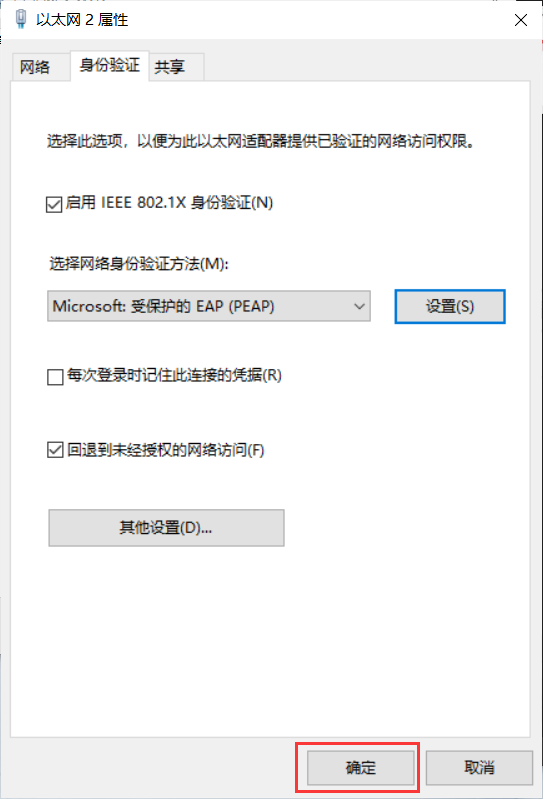 以太网 2 属性
网络 身份验证 共享
选择此选项，以便为此以太网适配器提供已验证的网络访问权限。
启用 IEEE 802.1X 身份验证(N)
选择网络身份验证方法(M):
Microsoft: 受保护的 EAP (PEAP) 设置(S)
每次登录时记住此连接的凭据(R)
回退到未经授权的网络访问(F)
其他设置(D)...
确定 取消